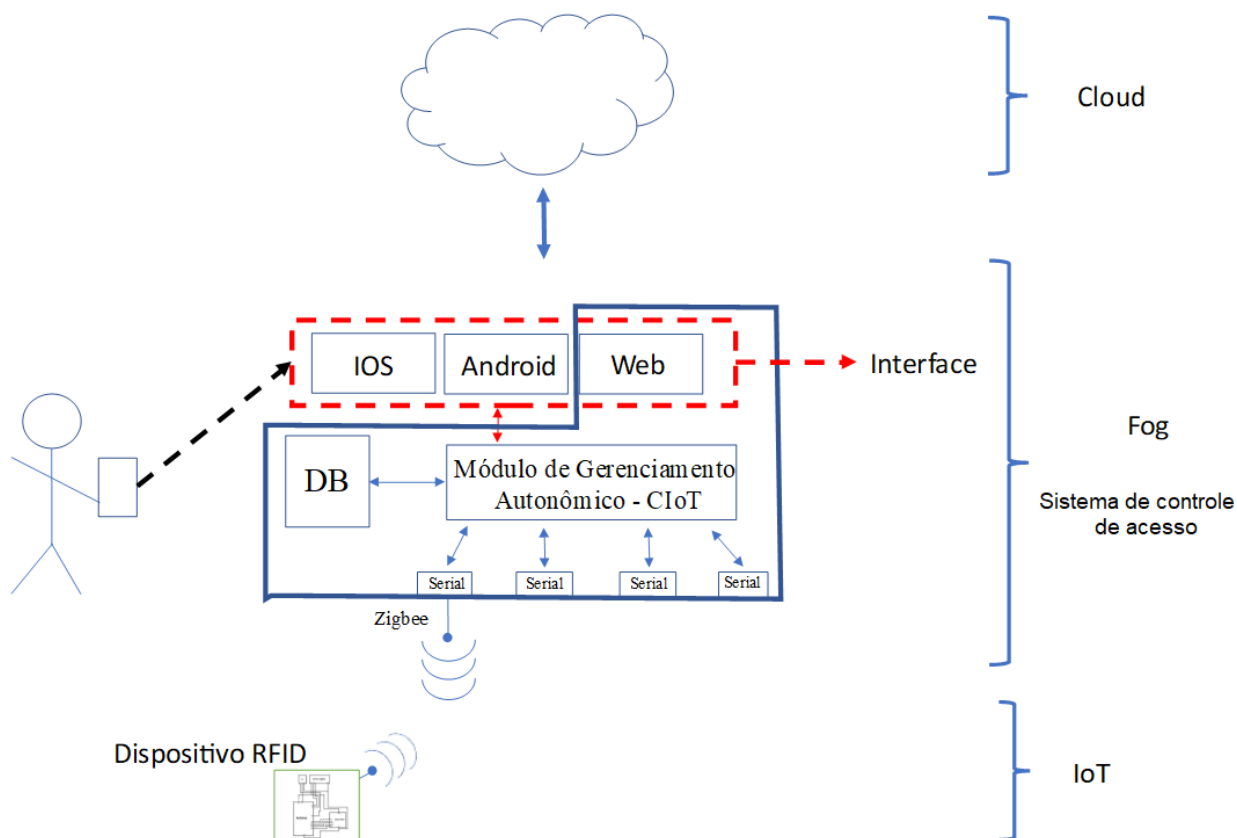 Cloud
IOS
Android
Web
Interface
Fog
Sistema de controle
de acesso
DB
Módulo de Gerenciamento
Autonômico - CIoT
Serial
Serial
Serial
Serial
Zigbee
Dispositivo RFID
IoT